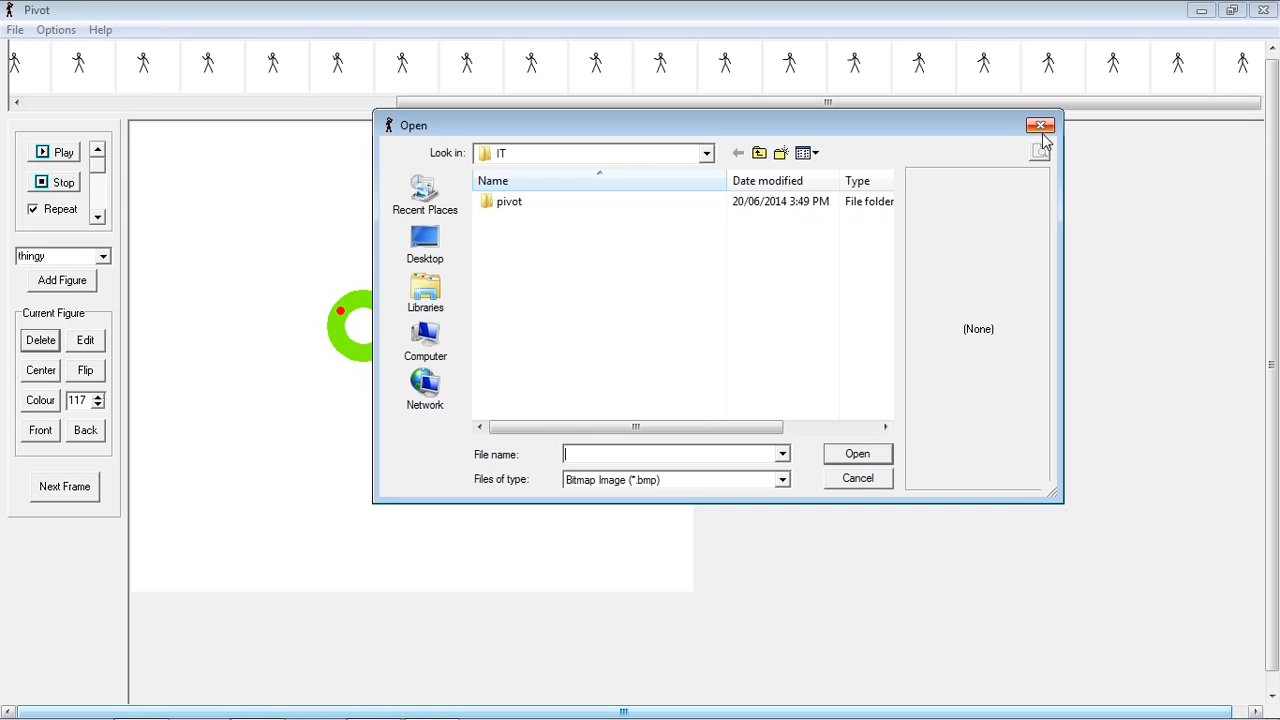 Pivot
File Options Help
Open
Look in: IT
Play
Stop
Repeat
thingy
Add Figure
Current Figure
Delete Edit
Center Flip
Colour 117
Front Back
Next Frame
Recent Places
Desktop
Libraries
Computer
Network
Name Date modified Type
pivot 20/06/2014 3:49 PM File folder
(None)
File name: Open
Files of type: Bitmap Image (*.bmp) Cancel